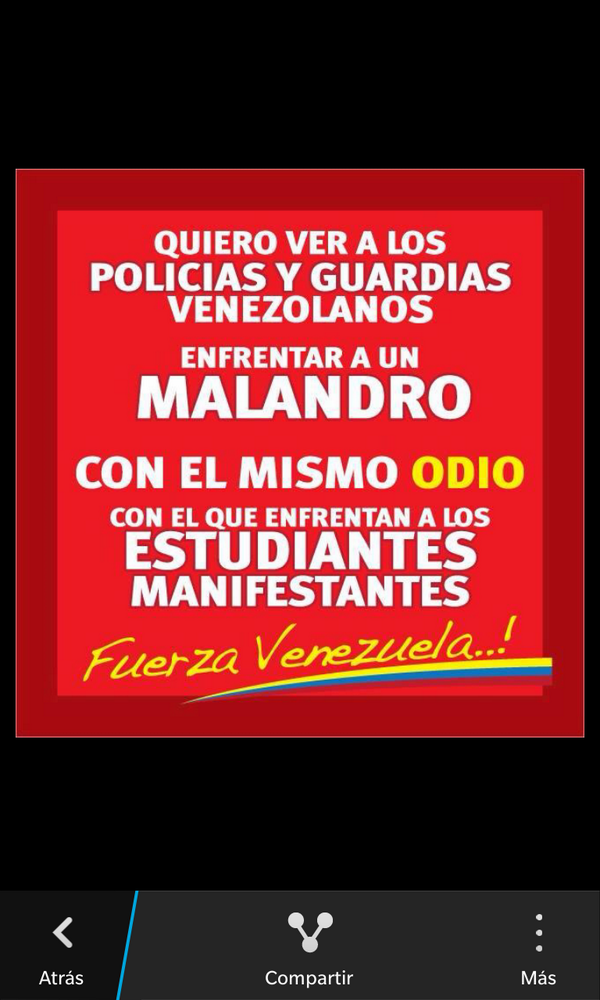 QUIERO VER A LOS
POLICIAS Y GUARDIAS
VENEZOLANOS
ENFRENTAR A UN
MALANDRO
CON EL MISMO ODIO
CON EL QUE ENFRENTAN A LOS
ESTUDIANTES
MANIFESTANTES
Fuerza Venezuela...!
Atrás
Compartir
Más